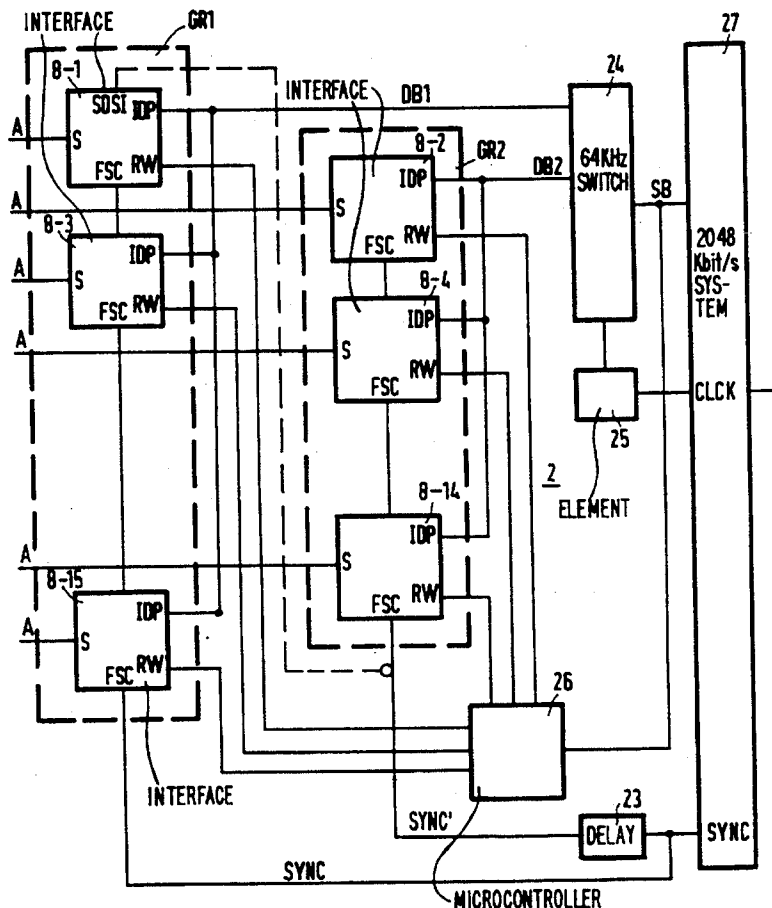 INTERFACE
GR1
27
8-1
SDSI
IDP
A
S
FSC
RW
INTERFACE
DB1
24
64KHz
SWITCH
8-2
GR2
IDP
DB2
SB
A
S
FSC
RW
8-3
IDP
A
S
FSC
RW
2048
Kbit/s
SYS-
TEM
8-4
IDP
A
S
FSC
RW
CLCK
25
ELEMENT
2
8-14
IDP
A
S
FSC
RW
8-15
IDP
A
S
FSC
RW
26
INTERFACE
SYNC'
23
DELAY
SYNC
SYNC
MICROCONTROLLER